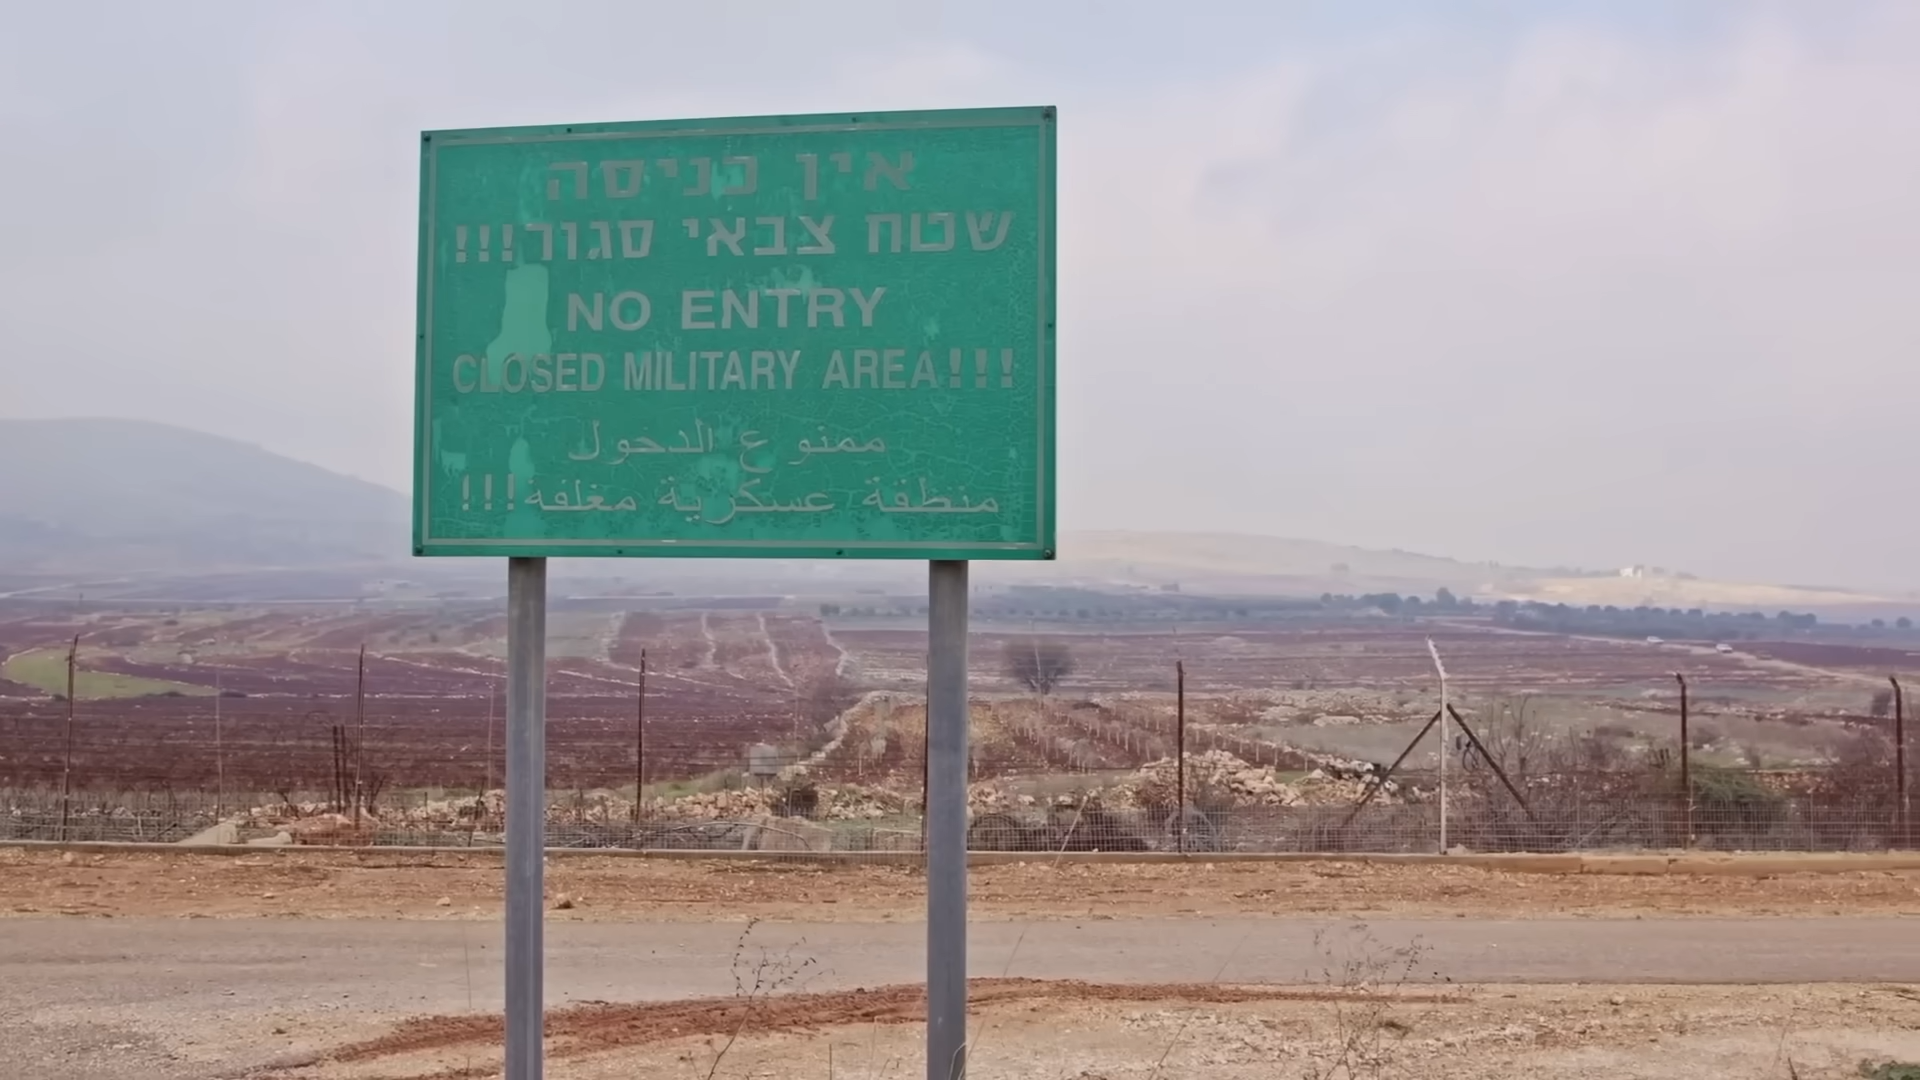 אין כניסה
שטח צבאי סגור!!!
NO ENTRY
CLOSED MILITARY AREA!!!
ممنوع الدخول
منطقة عسكرية مغلقة!!!